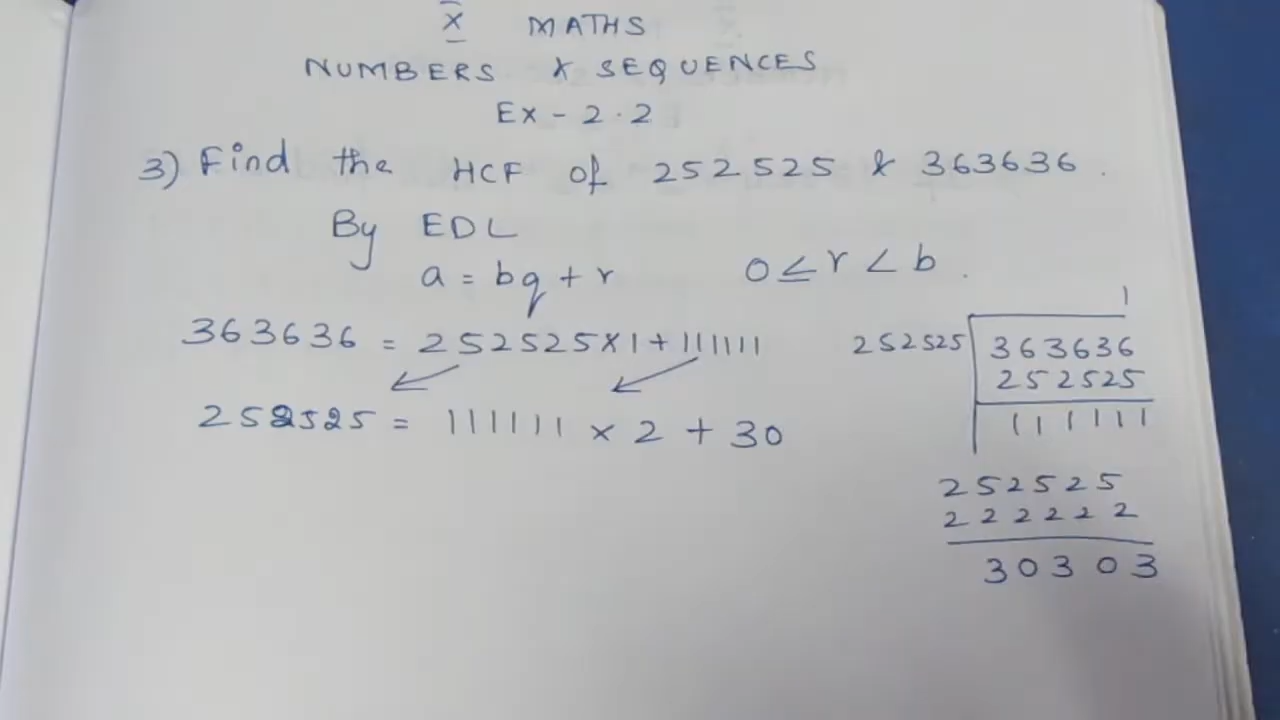 X MATHS
NUMBERS & SEQUENCES
Ex - 2.2
3) Find the HCF of 252525 & 363636.
By EDL
a = bq + r 0 ≤ r < b.
363636 = 252525 × 1 + 111111
252525 = 111111 × 2 + 30
1
252525 363636
252525
111111
252525
222222
30303